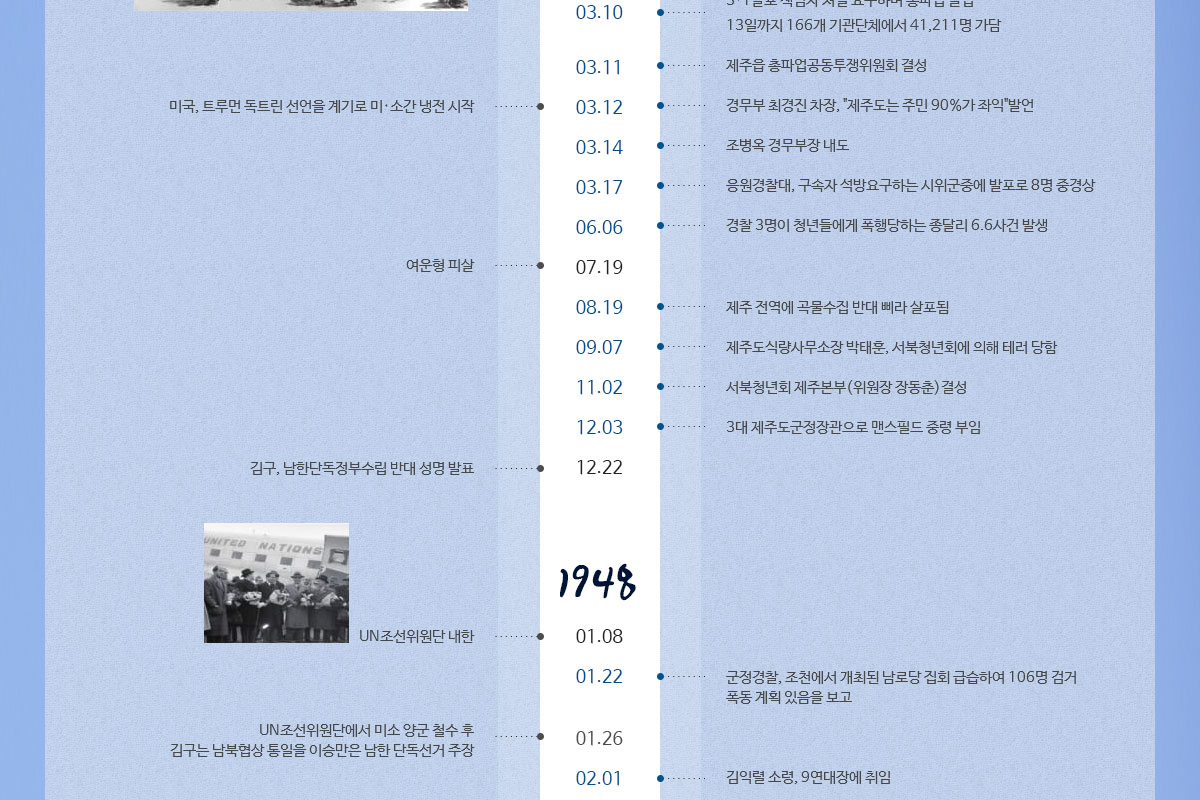 03.10
13일까지 166개 기관단체에서 41,211명 가담
03.11
제주읍 총파업공동투쟁위원회 결성
미국, 트루먼 독트린 선언을 계기로 미·소간 냉전 시작
03.12
경무부 최경진 차장, "제주도는 주민 90%가 좌익"발언
03.14
조병옥 경무부장 내도
03.17
응원경찰대, 구속자 석방요구하는 시위군중에 발포로 8명 중경상
06.06
경찰 3명이 청년들에게 폭행당하는 종달리 6.6사건 발생
여운형 피살
07.19
08.19
제주 전역에 곡물수집 반대 삐라 살포됨
09.07
제주도식량사무소장 박태훈, 서북청년회에 의해 테러 당함
11.02
서북청년회 제주본부(위원장 장동춘) 결성
12.03
3대 제주도군정장관으로 맨스필드 중령 부임
김구, 남한단독정부수립 반대 성명 발표
12.22
UNITED NATIONS
1948
UN조선위원단 내한
01.08
01.22
군정경찰, 조천에서 개최된 남로당 집회 급습하여 106명 검거
폭동 계획 있음을 보고
UN조선위원단에서 미소 양군 철수 후
김구는 남북협상 통일을 이승만은 남한 단독선거 주장
01.26
02.01
김익렬 소령, 9연대장에 취임